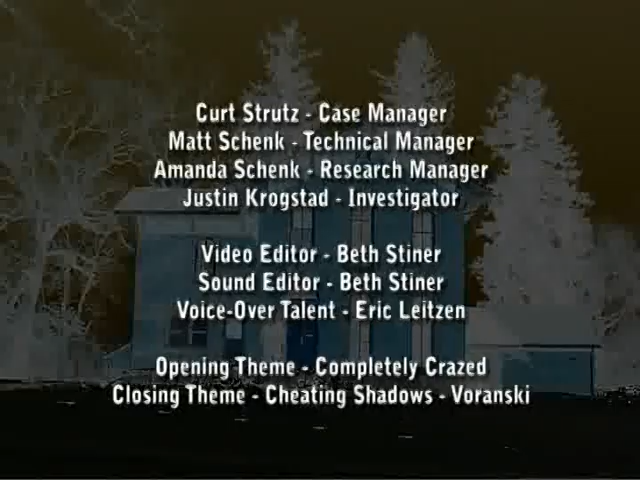 Curt Strutz - Case Manager
Matt Schenk - Technical Manager
Amanda Schenk - Research Manager
Justin Krogstad - Investigator
Video Editor - Beth Stiner
Sound Editor - Beth Stiner
Voice-Over Talent - Eric Leitzen
Opening Theme - Completely Crazed
Closing Theme - Cheating Shadows - Voranski